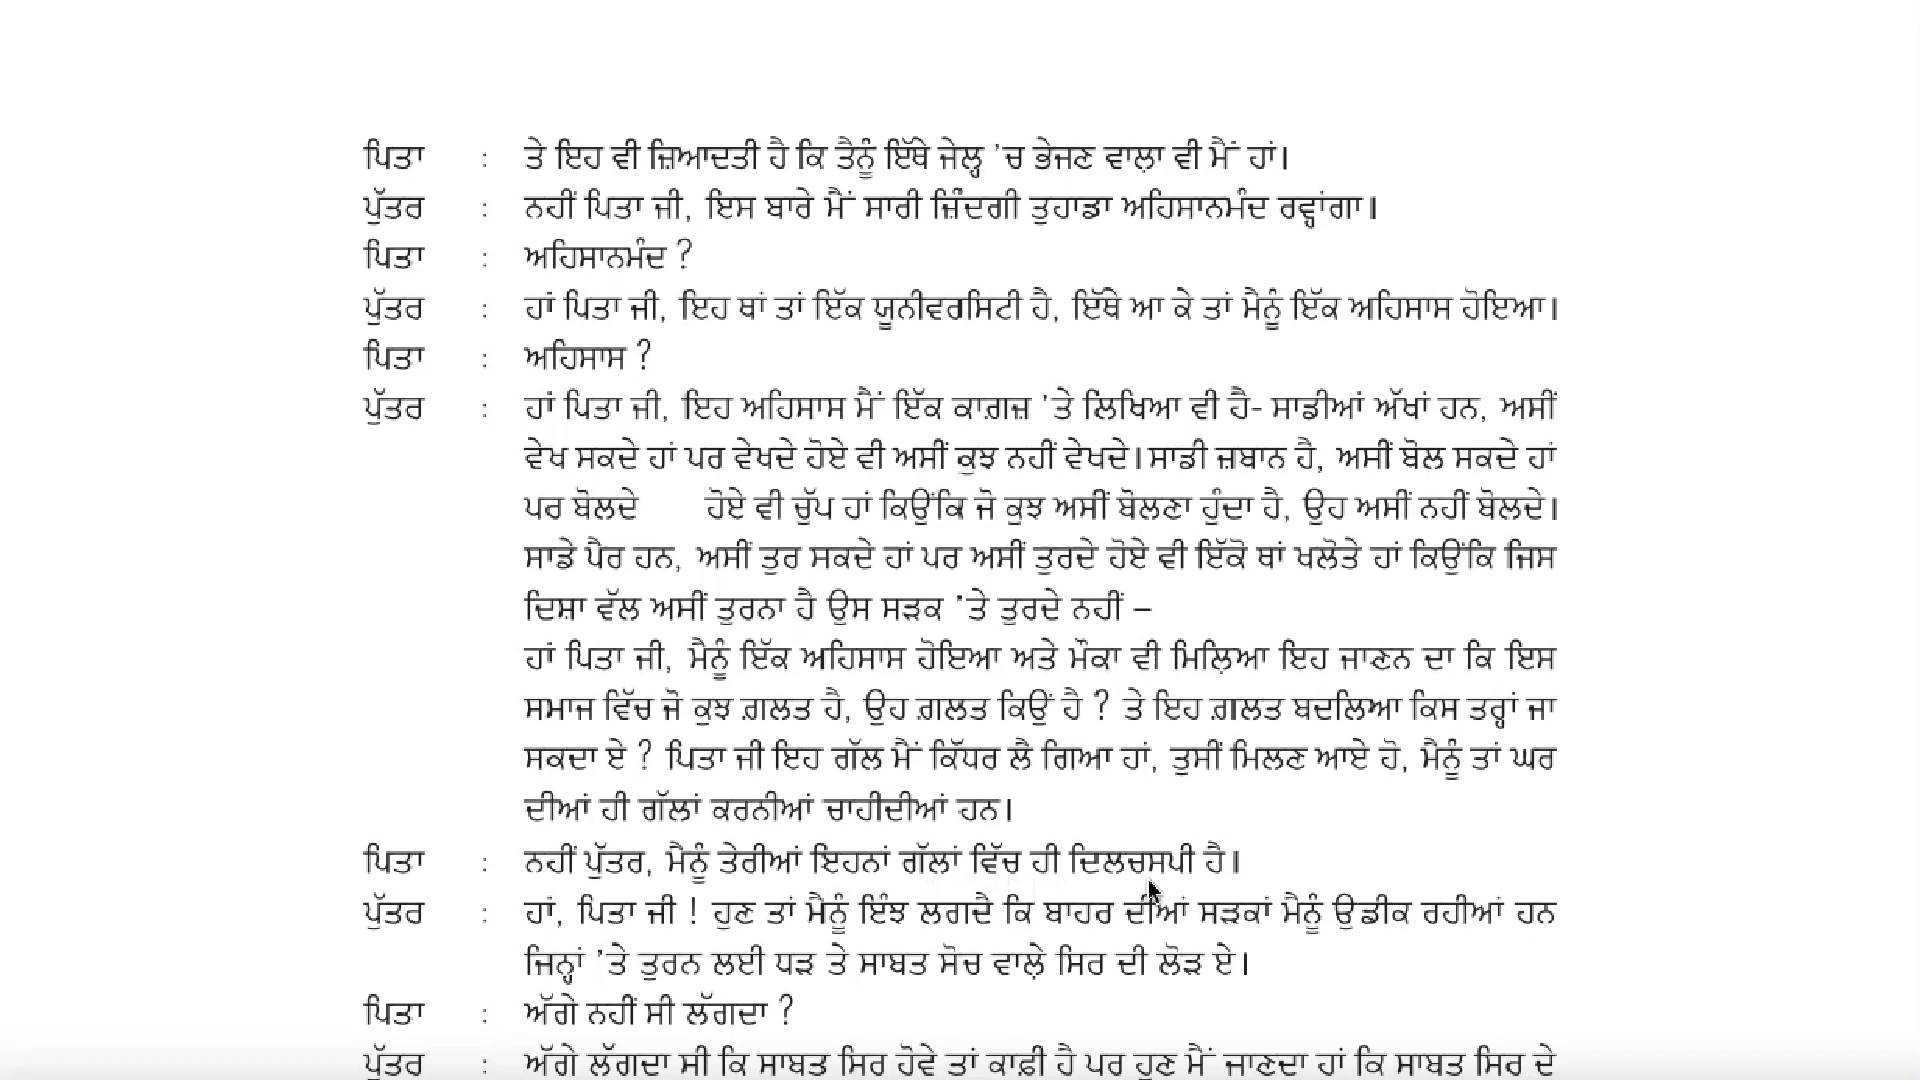 ਪਿਤਾ : ਤੇ ਇਹ ਵੀ ਜ਼ਿਆਦਤੀ ਹੈ ਕਿ ਤੈਨੂੰ ਇੱਥੇ ਜੇਲ੍ਹ 'ਚ ਭੇਜਣ ਵਾਲ਼ਾ ਵੀ ਮੈਂ ਹਾਂ।
ਪੁੱਤਰ : ਨਹੀਂ ਪਿਤਾ ਜੀ, ਇਸ ਬਾਰੇ ਮੈਂ ਸਾਰੀ ਜ਼ਿੰਦਗੀ ਤੁਹਾਡਾ ਅਹਿਸਾਨਮੰਦ ਰਵ੍ਹਾਂਗਾ।
ਪਿਤਾ : ਅਹਿਸਾਨਮੰਦ ?
ਪੁੱਤਰ : ਹਾਂ ਪਿਤਾ ਜੀ, ਇਹ ਥਾਂ ਤਾਂ ਇੱਕ ਯੂਨੀਵਰਸਿਟੀ ਹੈ, ਇੱਥੇ ਆ ਕੇ ਤਾਂ ਮੈਨੂੰ ਇੱਕ ਅਹਿਸਾਸ ਹੋਇਆ।
ਪਿਤਾ : ਅਹਿਸਾਸ ?
ਪੁੱਤਰ : ਹਾਂ ਪਿਤਾ ਜੀ, ਇਹ ਅਹਿਸਾਸ ਮੈਂ ਇੱਕ ਕਾਗ਼ਜ਼ 'ਤੇ ਲਿਖਿਆ ਵੀ ਹੈ- ਸਾਡੀਆਂ ਅੱਖਾਂ ਹਨ, ਅਸੀਂ
ਵੇਖ ਸਕਦੇ ਹਾਂ ਪਰ ਵੇਖਦੇ ਹੋਏ ਵੀ ਅਸੀਂ ਕੁਝ ਨਹੀਂ ਵੇਖਦੇ। ਸਾਡੀ ਜ਼ਬਾਨ ਹੈ, ਅਸੀਂ ਬੋਲ ਸਕਦੇ ਹਾਂ
ਪਰ ਬੋਲਦੇ ਹੋਏ ਵੀ ਚੁੱਪ ਹਾਂ ਕਿਉਂਕਿ ਜੋ ਕੁਝ ਅਸੀਂ ਬੋਲਣਾ ਹੁੰਦਾ ਹੈ, ਉਹ ਅਸੀਂ ਨਹੀਂ ਬੋਲਦੇ।
ਸਾਡੇ ਪੈਰ ਹਨ, ਅਸੀਂ ਤੁਰ ਸਕਦੇ ਹਾਂ ਪਰ ਅਸੀਂ ਤੁਰਦੇ ਹੋਏ ਵੀ ਇੱਕੋ ਥਾਂ ਖਲੋਤੇ ਹਾਂ ਕਿਉਂਕਿ ਜਿਸ
ਦਿਸ਼ਾ ਵੱਲ ਅਸੀਂ ਤੁਰਨਾ ਹੈ ਉਸ ਸੜਕ 'ਤੇ ਤੁਰਦੇ ਨਹੀਂ –
ਹਾਂ ਪਿਤਾ ਜੀ, ਮੈਨੂੰ ਇੱਕ ਅਹਿਸਾਸ ਹੋਇਆ ਅਤੇ ਮੌਕਾ ਵੀ ਮਿਲ਼ਿਆ ਇਹ ਜਾਣਨ ਦਾ ਕਿ ਇਸ
ਸਮਾਜ ਵਿੱਚ ਜੋ ਕੁਝ ਗ਼ਲਤ ਹੈ, ਉਹ ਗ਼ਲਤ ਕਿਉਂ ਹੈ ? ਤੇ ਇਹ ਗ਼ਲਤ ਬਦਲਿਆ ਕਿਸ ਤਰ੍ਹਾਂ ਜਾ
ਸਕਦਾ ਏ ? ਪਿਤਾ ਜੀ ਇਹ ਗੱਲ ਮੈਂ ਕਿੱਧਰ ਲੈ ਗਿਆ ਹਾਂ, ਤੁਸੀਂ ਮਿਲਣ ਆਏ ਹੋ, ਮੈਨੂੰ ਤਾਂ ਘਰ
ਦੀਆਂ ਹੀ ਗੱਲਾਂ ਕਰਨੀਆਂ ਚਾਹੀਦੀਆਂ ਹਨ।
ਪਿਤਾ : ਨਹੀਂ ਪੁੱਤਰ, ਮੈਨੂੰ ਤੇਰੀਆਂ ਇਹਨਾਂ ਗੱਲਾਂ ਵਿੱਚ ਹੀ ਦਿਲਚਸਪੀ ਹੈ।
ਪੁੱਤਰ : ਹਾਂ, ਪਿਤਾ ਜੀ ! ਹੁਣ ਤਾਂ ਮੈਨੂੰ ਇੰਝ ਲਗਦੈ ਕਿ ਬਾਹਰ ਦੀਆਂ ਸੜਕਾਂ ਮੈਨੂੰ ਉਡੀਕ ਰਹੀਆਂ ਹਨ
ਜਿਨ੍ਹਾਂ 'ਤੇ ਤੁਰਨ ਲਈ ਧੜ ਤੇ ਸਾਬਤ ਸੋਚ ਵਾਲ਼ੇ ਸਿਰ ਦੀ ਲੋੜ ਏ।
ਪਿਤਾ : ਅੱਗੇ ਨਹੀਂ ਸੀ ਲੱਗਦਾ ?
ਪੁੱਤਰ : ਅੱਗੇ ਲੱਗਦਾ ਸੀ ਕਿ ਸਾਬਤ ਸਿਰ ਹੋਵੇ ਤਾਂ ਕਾਫ਼ੀ ਹੈ ਪਰ ਹੁਣ ਮੈਂ ਜਾਣਦਾ ਹਾਂ ਕਿ ਸਾਬਤ ਸਿਰ ਦੇ